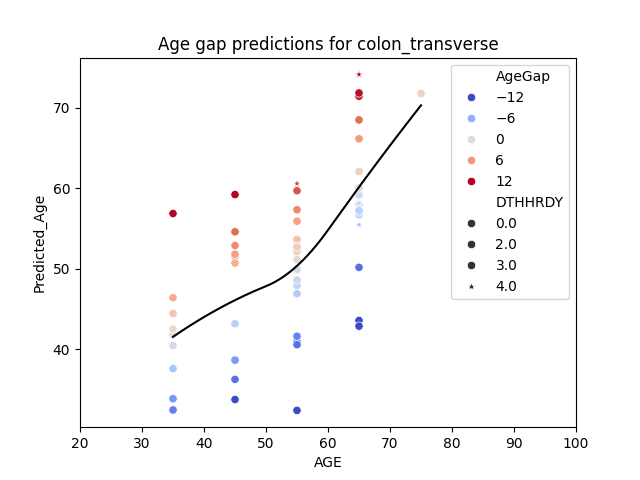 Age gap predictions for colon_transverse
Predicted_Age
70
60
50
40
20 30 40 50 60 70 80 90 100
AGE
AgeGap
−12
−6
0
6
12
DTHHRDY
0.0
2.0
3.0
4.0